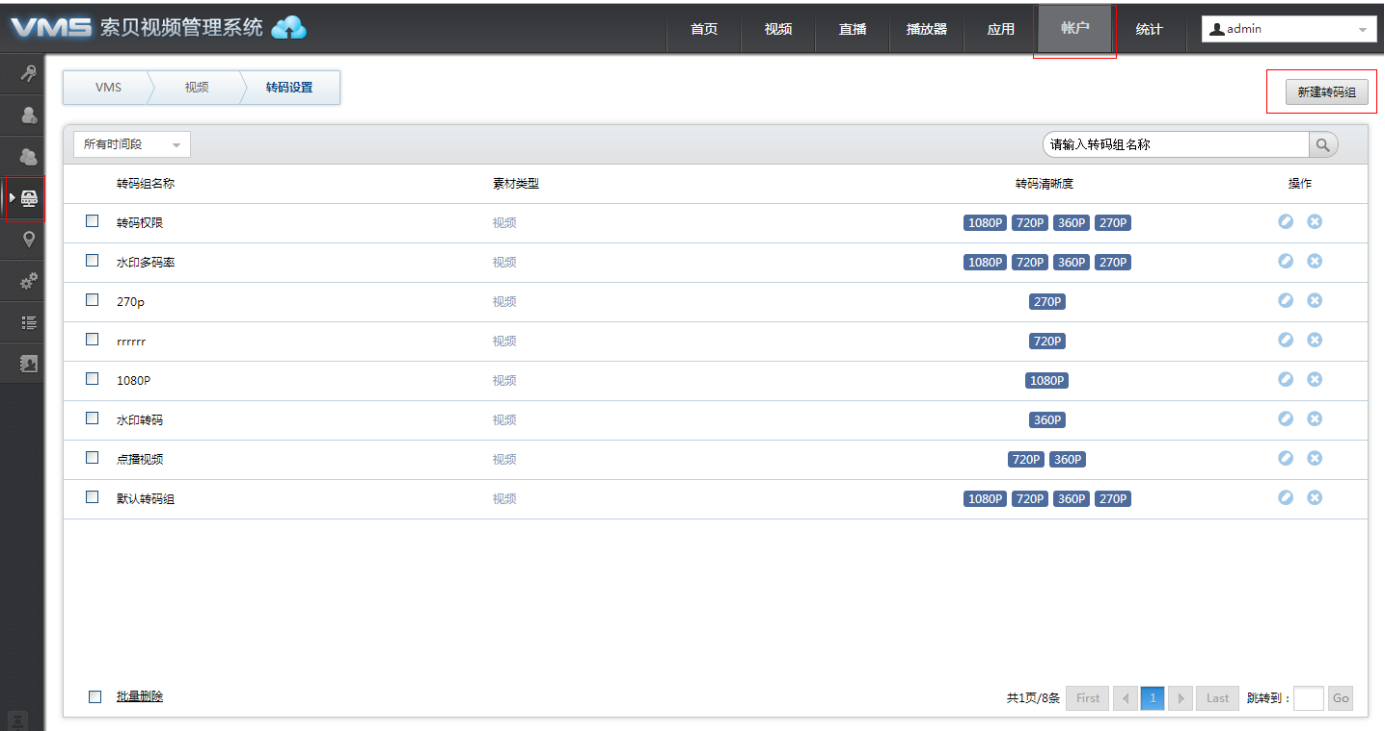 VMS 索贝视频管理系统 首页 视频 直播 播放器 应用 帐户 统计 admin
VMS 视频 转码设置 新建转码组
所有时间段 请输入转码组名称
转码组名称 素材类型 转码清晰度 操作
转码权限 视频 1080P 720P 360P 270P
水印多码率 视频 1080P 720P 360P 270P
270p 视频 270P
rrrrrr 视频 720P
1080P 视频 1080P
水印转码 视频 360P
点播视频 视频 720P 360P
默认转码组 视频 1080P 720P 360P 270P
批量删除 共1页/8条 First 1 Last 跳转到： Go